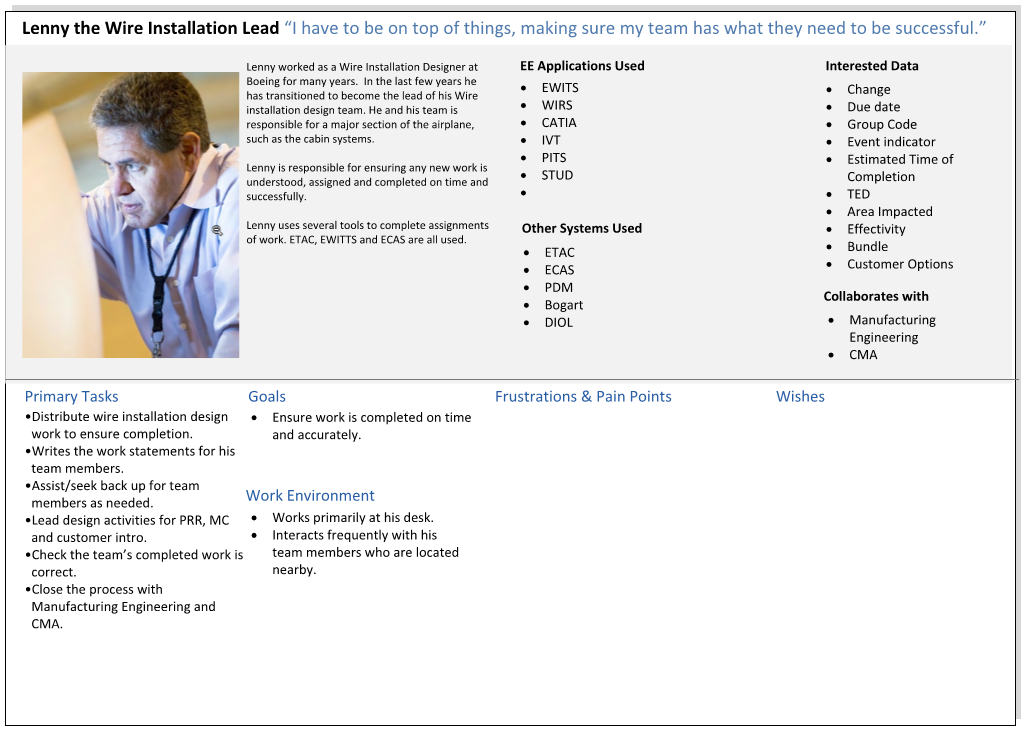 Lenny the Wire Installation Lead “I have to be on top of things, making sure my team has what they need to be successful.”
Lenny worked as a Wire Installation Designer at
Boeing for many years.  In the last few years he
has transitioned to become the lead of his Wire
installation design team. He and his team is
responsible for a major section of the airplane,
such as the cabin systems.
Lenny is responsible for ensuring any new work is
understood, assigned and completed on time and
successfully.
Lenny uses several tools to complete assignments
of work. ETAC, EWITTS and ECAS are all used.
EE Applications Used
• EWITS
• WIRS
• CATIA
• IVT
• PITS
• STUD
•
Other Systems Used
• ETAC
• ECAS
• PDM
• Bogart
• DIOL
Interested Data
• Change
• Due date
• Group Code
• Event indicator
• Estimated Time of
Completion
• TED
• Area Impacted
• Effectivity
• Bundle
• Customer Options
Collaborates with
• Manufacturing
Engineering
• CMA
Primary Tasks
•Distribute wire installation design
work to ensure completion.
•Writes the work statements for his
team members.
•Assist/seek back up for team
members as needed.
•Lead design activities for PRR, MC
and customer intro.
•Check the team’s completed work is
correct.
•Close the process with
Manufacturing Engineering and
CMA.
Goals
• Ensure work is completed on time
and accurately.
Work Environment
• Works primarily at his desk.
• Interacts frequently with his
team members who are located
nearby.
Frustrations & Pain Points
Wishes